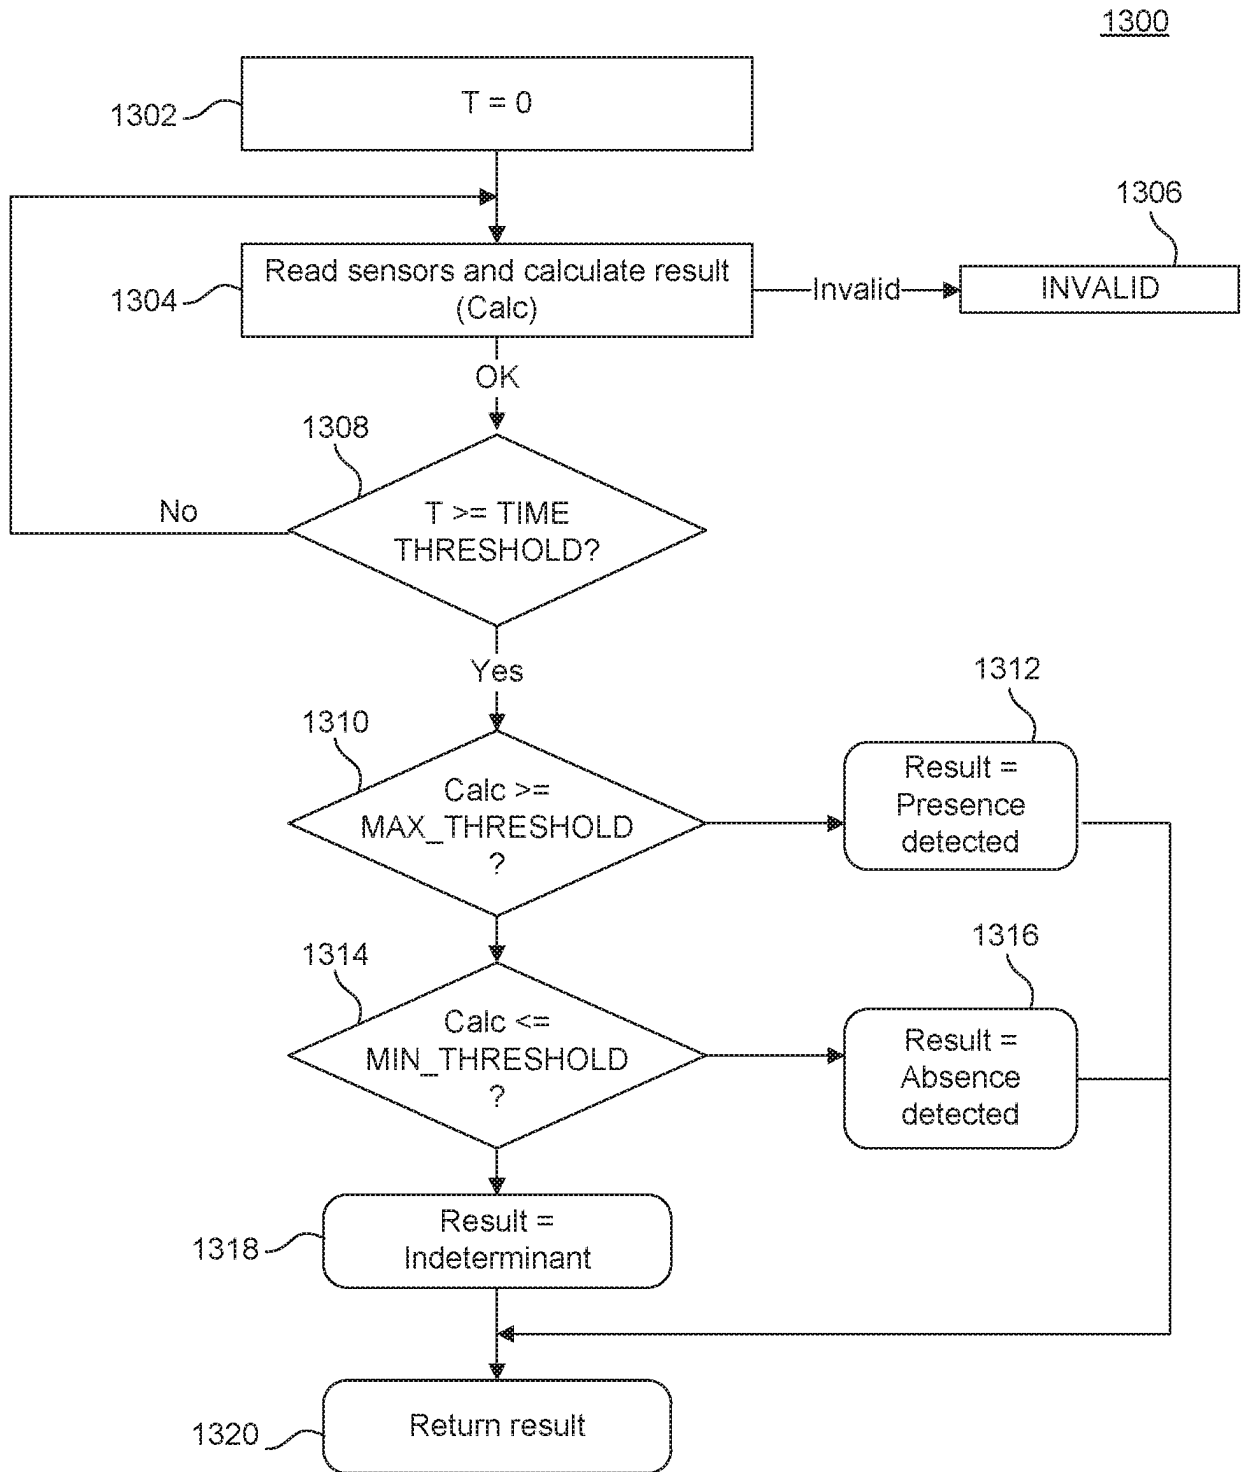 1300
1302
T = 0
1306
1304
Read sensors and calculate result
(Calc)
Invalid
INVALID
OK
1308
No
T >= TIME
THRESHOLD?
Yes
1312
1310
Calc >=
MAX_THRESHOLD
?
Result =
Presence
detected
1314
1316
Calc <=
MIN_THRESHOLD
?
Result =
Absence
detected
1318
Result =
Indeterminant
1320
Return result